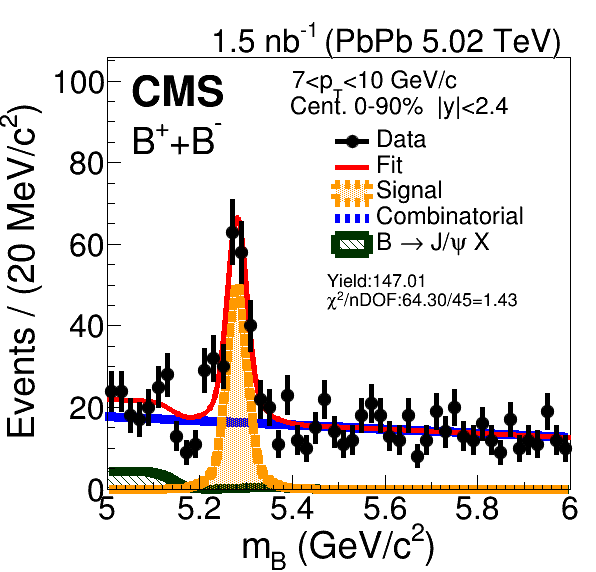 1.5 nb⁻¹ (PbPb 5.02 TeV)
CMS
B⁺+B⁻
7<p_T<10 GeV/c
Cent. 0-90% |y|<2.4
Data
Fit
Signal
Combinatorial
B → J/ψ X
Yield:147.01
χ²/nDOF:64.30/45=1.43
Events / (20 MeV/c²)
100
80
60
40
20
0
5 5.2 5.4 5.6 5.8 6
m_B (GeV/c²)